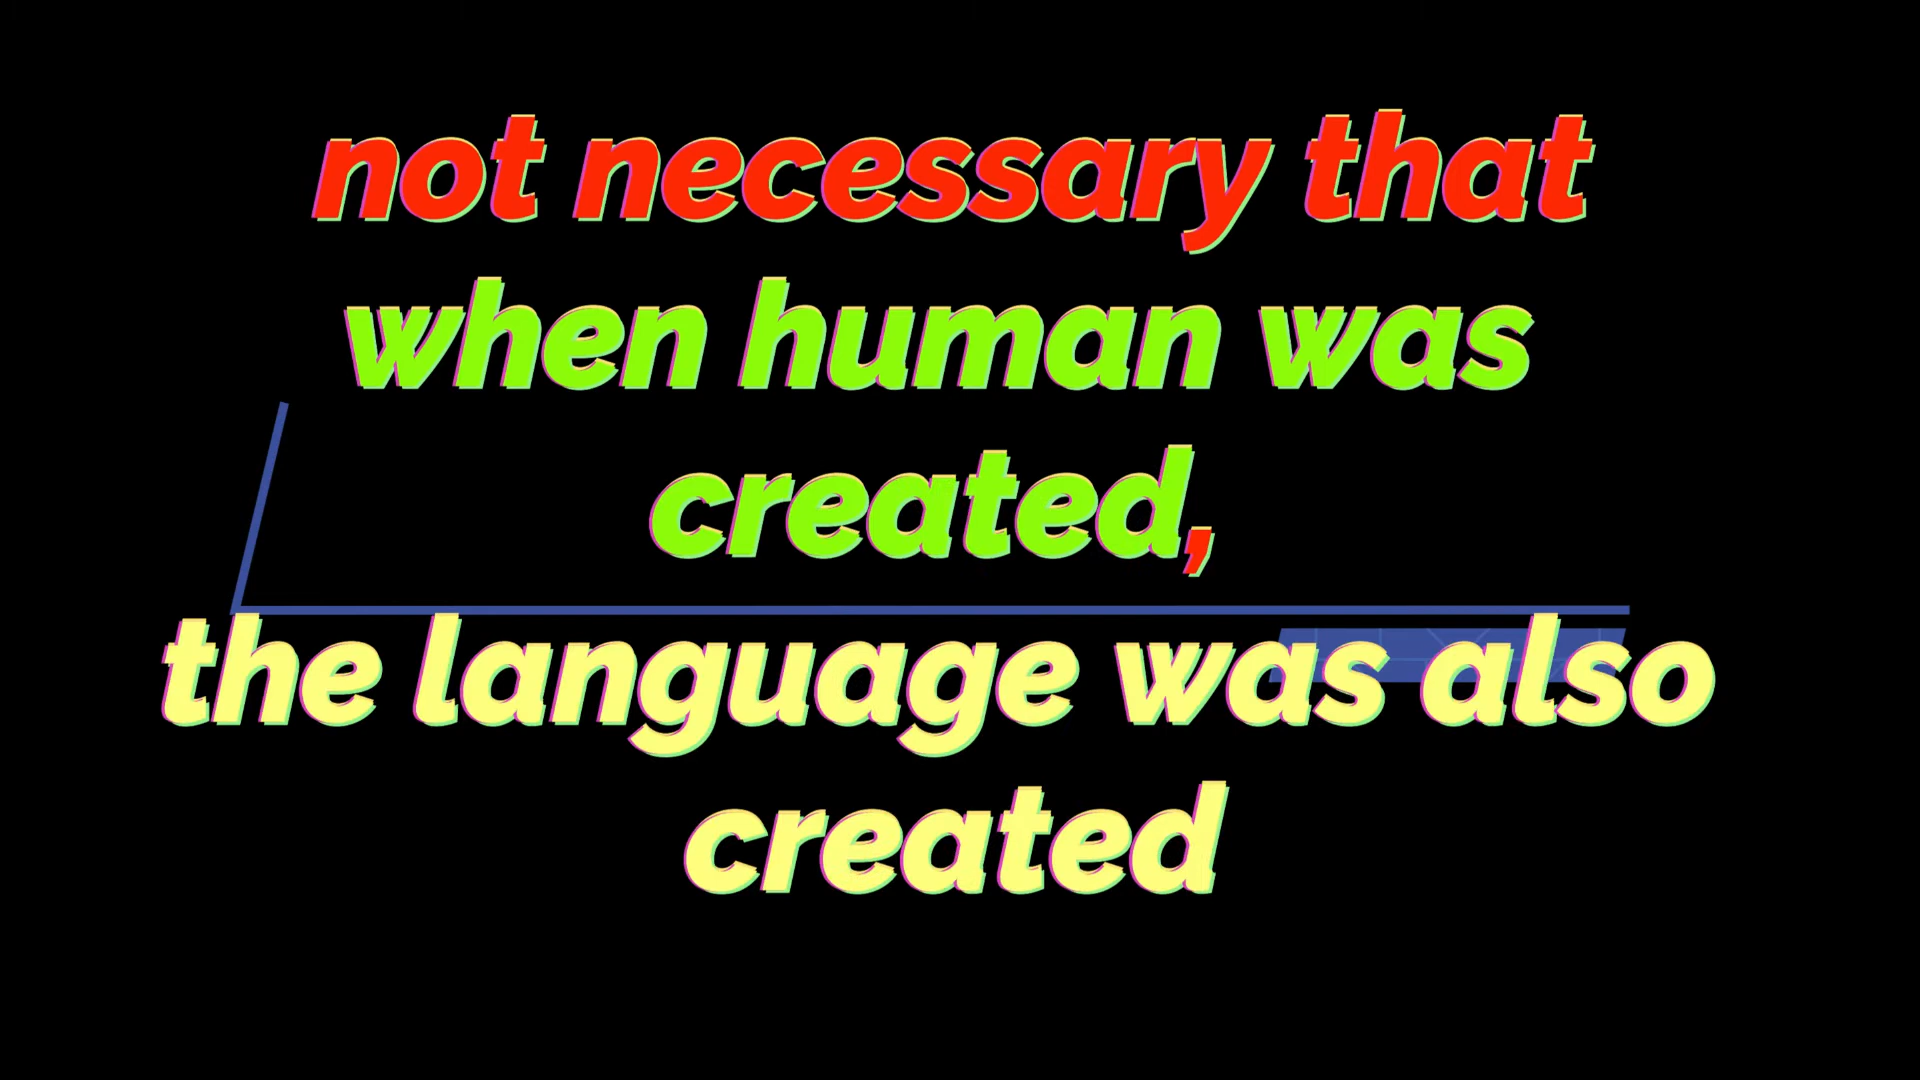 not necessary that
when human was
created,
the language was also
created